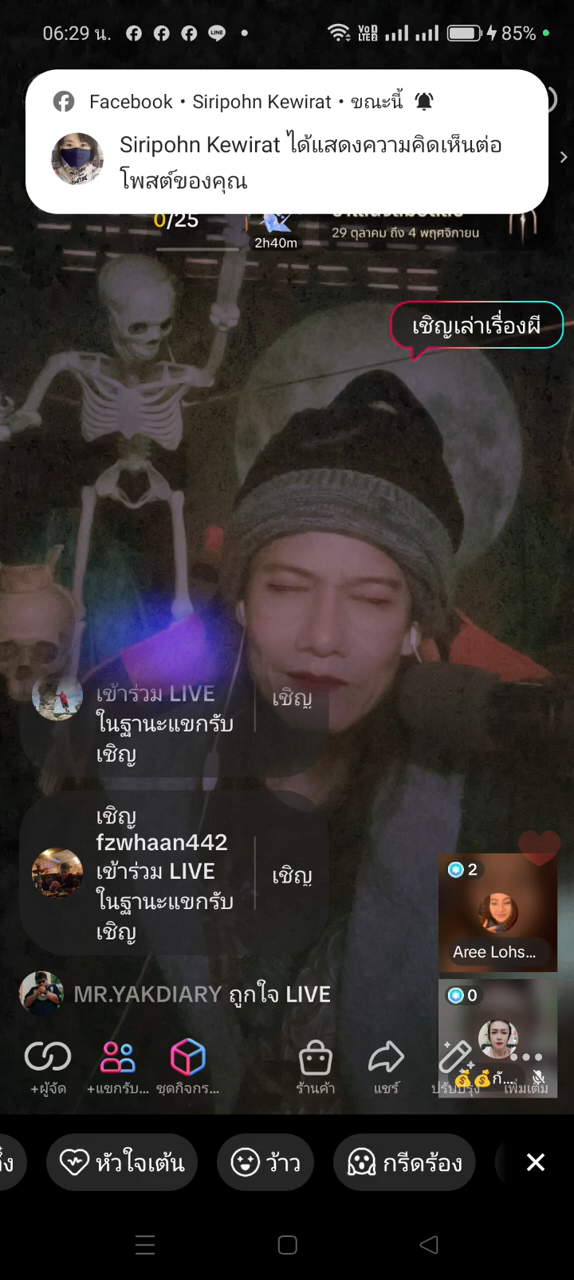 06:29 น.
85%
Facebook • Siripohn Kewirat • ขณะนี้
Siripohn Kewirat ได้แสดงความคิดเห็นต่อ
โพสต์ของคุณ
0/25
2h40m
29 ตุลาคม ถึง 4 พฤศจิกายน
เชิญเล่าเรื่องผี
เข้าร่วม LIVE
ในฐานะแขกรับ
เชิญ
เชิญ
เชิญ
fzwhaan442
เข้าร่วม LIVE
ในฐานะแขกรับ
เชิญ
เชิญ
2
Aree Lohs...
0
MR.YAKDIARY ถูกใจ LIVE
+ผู้จัด
+แขกรับ...
ชุดกิจกร...
ร้านค้า
แชร์
ปรับปรุง
เพิ่มเติม
หัวใจเต้น
ว้าว
กรีดร้อง